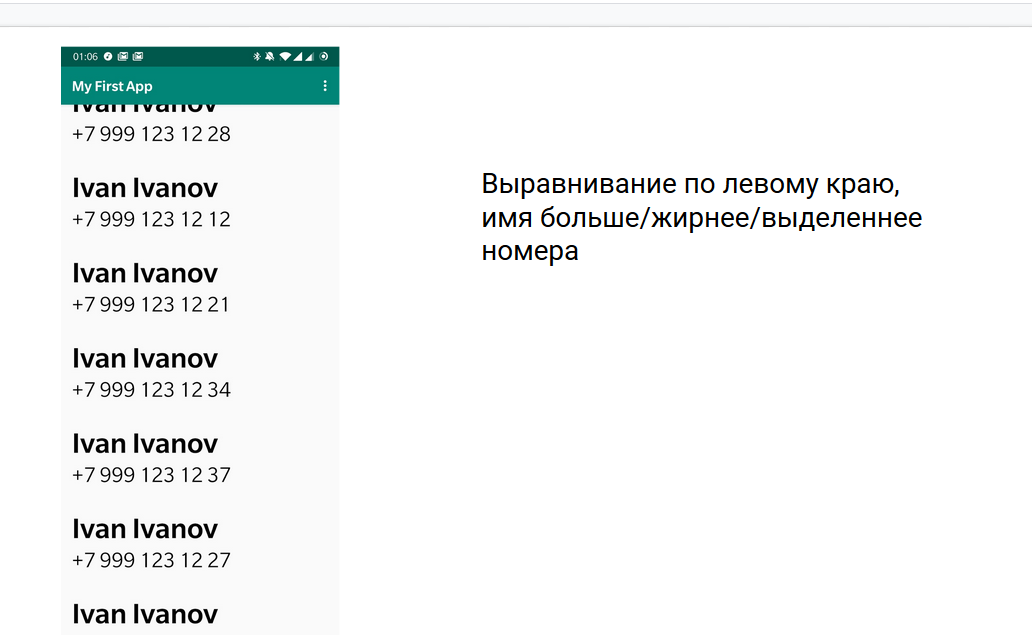 01:06
My First App
Ivan Ivanov
+7 999 123 12 28
Ivan Ivanov
+7 999 123 12 12
Ivan Ivanov
+7 999 123 12 21
Ivan Ivanov
+7 999 123 12 34
Ivan Ivanov
+7 999 123 12 37
Ivan Ivanov
+7 999 123 12 27
Ivan Ivanov
Выравнивание по левому краю,
имя больше/жирнее/выделеннее
номера